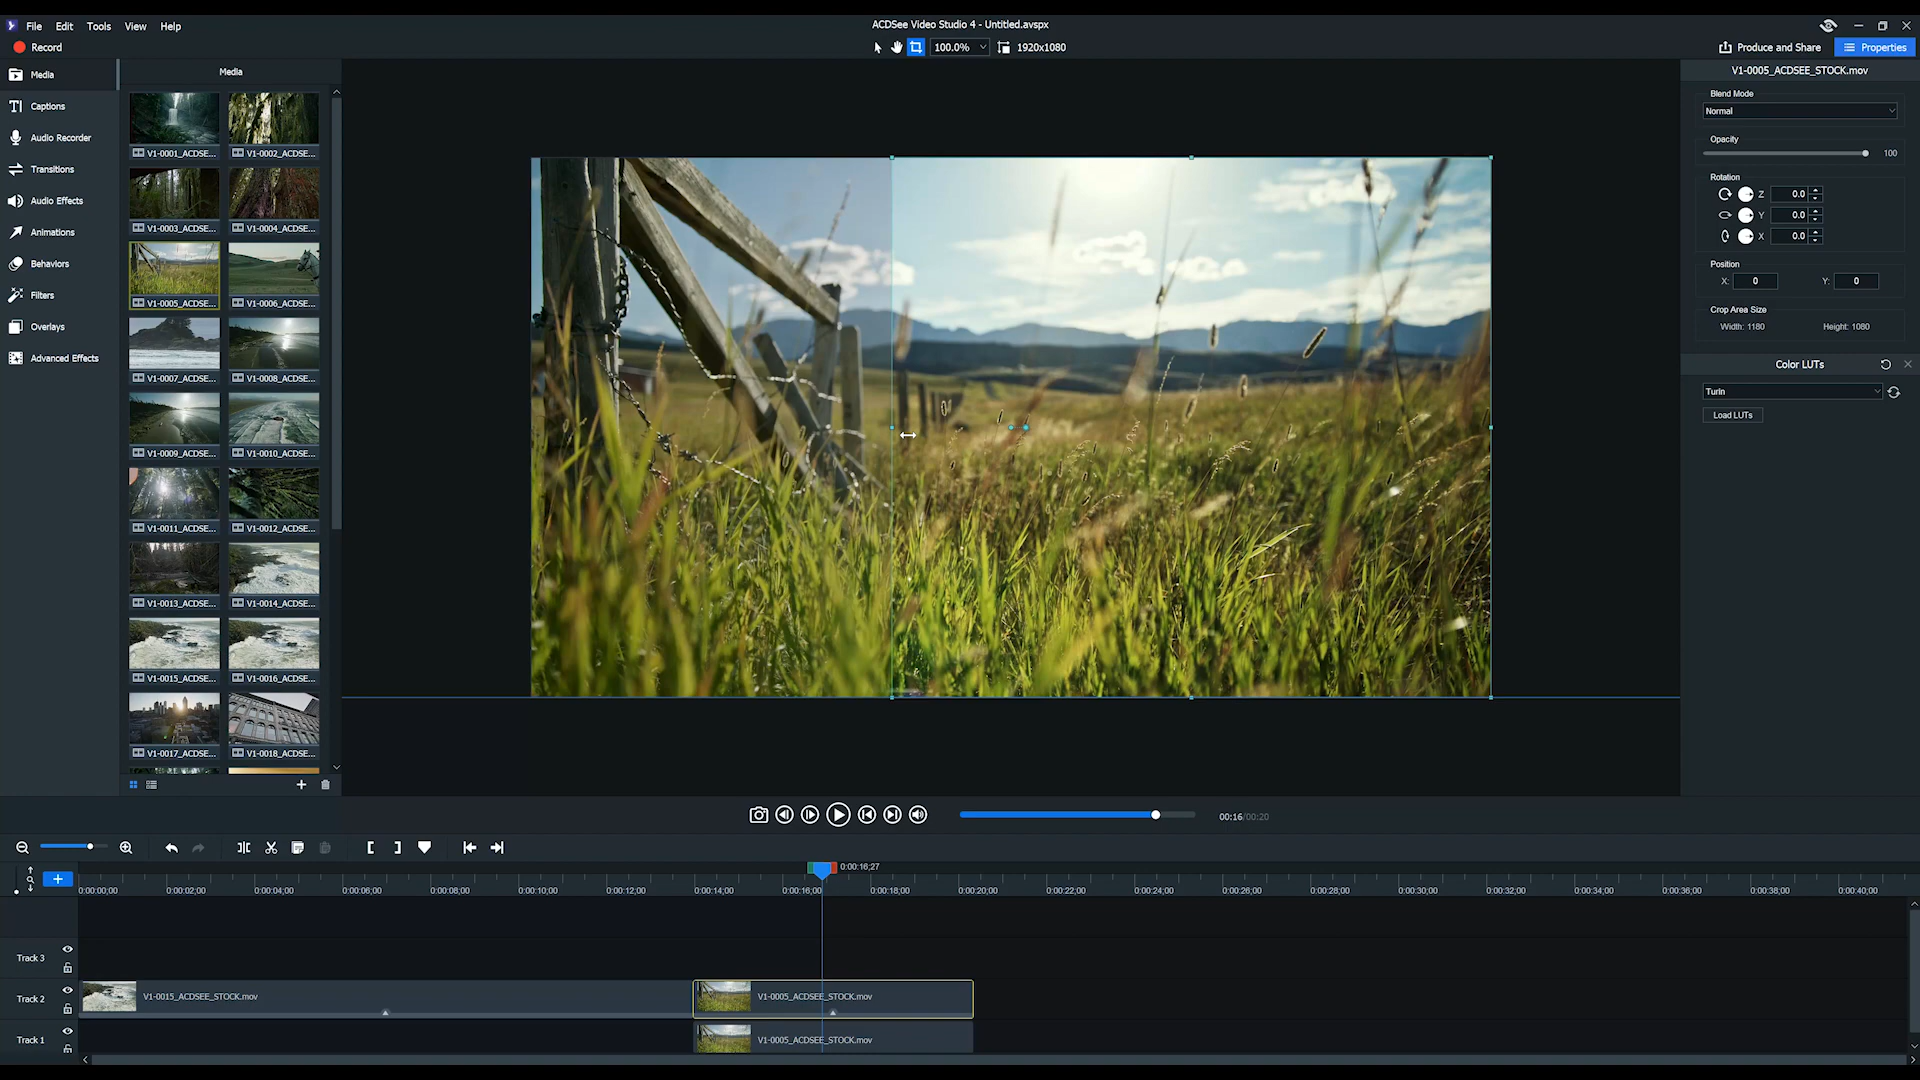 File Edit Tools View Help
ACDSee Video Studio 4 - Untitled.avspx
Record
100.0%
1920x1080
Produce and Share
Properties
Media
Captions
Audio Recorder
Transitions
Audio Effects
Animations
Behaviors
Filters
Overlays
Advanced Effects
Media
V1-0001_ACDSE... V1-0002_ACDSE...
V1-0003_ACDSE... V1-0004_ACDSE...
V1-0005_ACDSE... V1-0006_ACDSE...
V1-0007_ACDSE... V1-0008_ACDSE...
V1-0009_ACDSE... V1-0010_ACDSE...
V1-0011_ACDSE... V1-0012_ACDSE...
V1-0013_ACDSE... V1-0014_ACDSE...
V1-0015_ACDSE... V1-0016_ACDSE...
V1-0017_ACDSE... V1-0018_ACDSE...
V1-0005_ACDSEE_STOCK.mov
Blend Mode
Normal
Opacity
100
Rotation
Z 0.0
Y 0.0
X 0.0
Position
X: 0 Y: 0
Crop Area Size
Width: 1180 Height: 1080
Color LUTs
Turin
Load LUTs
00:16/00:20
0:00:16;27
0:00:00;00 0:00:02;00 0:00:04;00 0:00:06;00 0:00:08;00 0:00:10;00 0:00:12;00 0:00:14;00 0:00:16;00 0:00:18;00 0:00:20;00 0:00:22;00 0:00:24;00 0:00:26;00 0:00:28;00 0:00:30;00 0:00:32;00 0:00:34;00 0:00:36;00 0:00:38;00 0:00:40;00
Track 3
Track 2
V1-0015_ACDSEE_STOCK.mov
V1-0005_ACDSEE_STOCK.mov
Track 1
V1-0005_ACDSEE_STOCK.mov